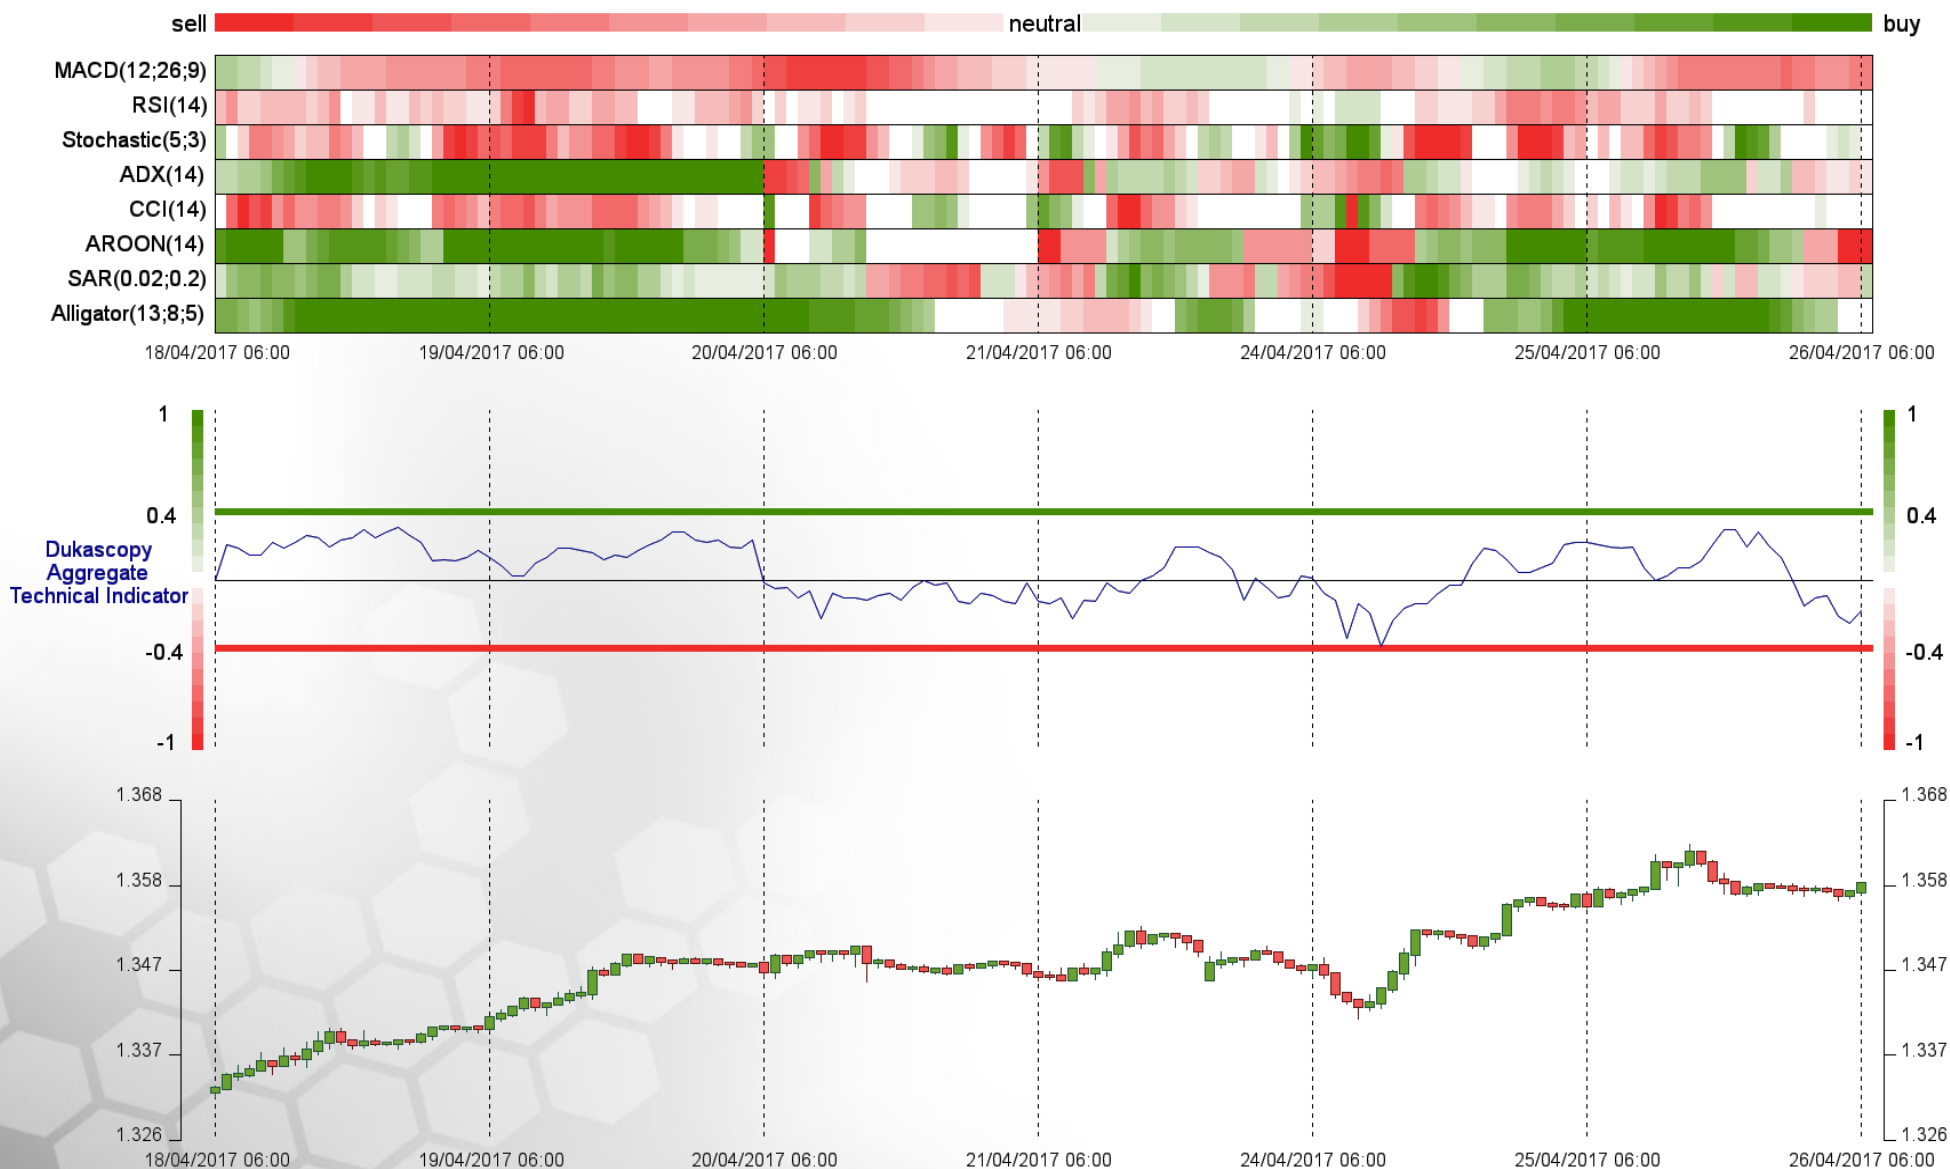 sell neutral buy
MACD(12;26;9)
RSI(14)
Stochastic(5;3)
ADX(14)
CCI(14)
AROON(14)
SAR(0.02;0.2)
Alligator(13;8;5)
18/04/2017 06:00 19/04/2017 06:00 20/04/2017 06:00 21/04/2017 06:00 24/04/2017 06:00 25/04/2017 06:00 26/04/2017 06:00
1 1
0.4 0.4
Dukascopy
Aggregate
Technical Indicator
-0.4 -0.4
-1 -1
1.368 1.368
1.358 1.358
1.347 1.347
1.337 1.337
1.326 1.326
18/04/2017 06:00 19/04/2017 06:00 20/04/2017 06:00 21/04/2017 06:00 24/04/2017 06:00 25/04/2017 06:00 26/04/2017 06:00